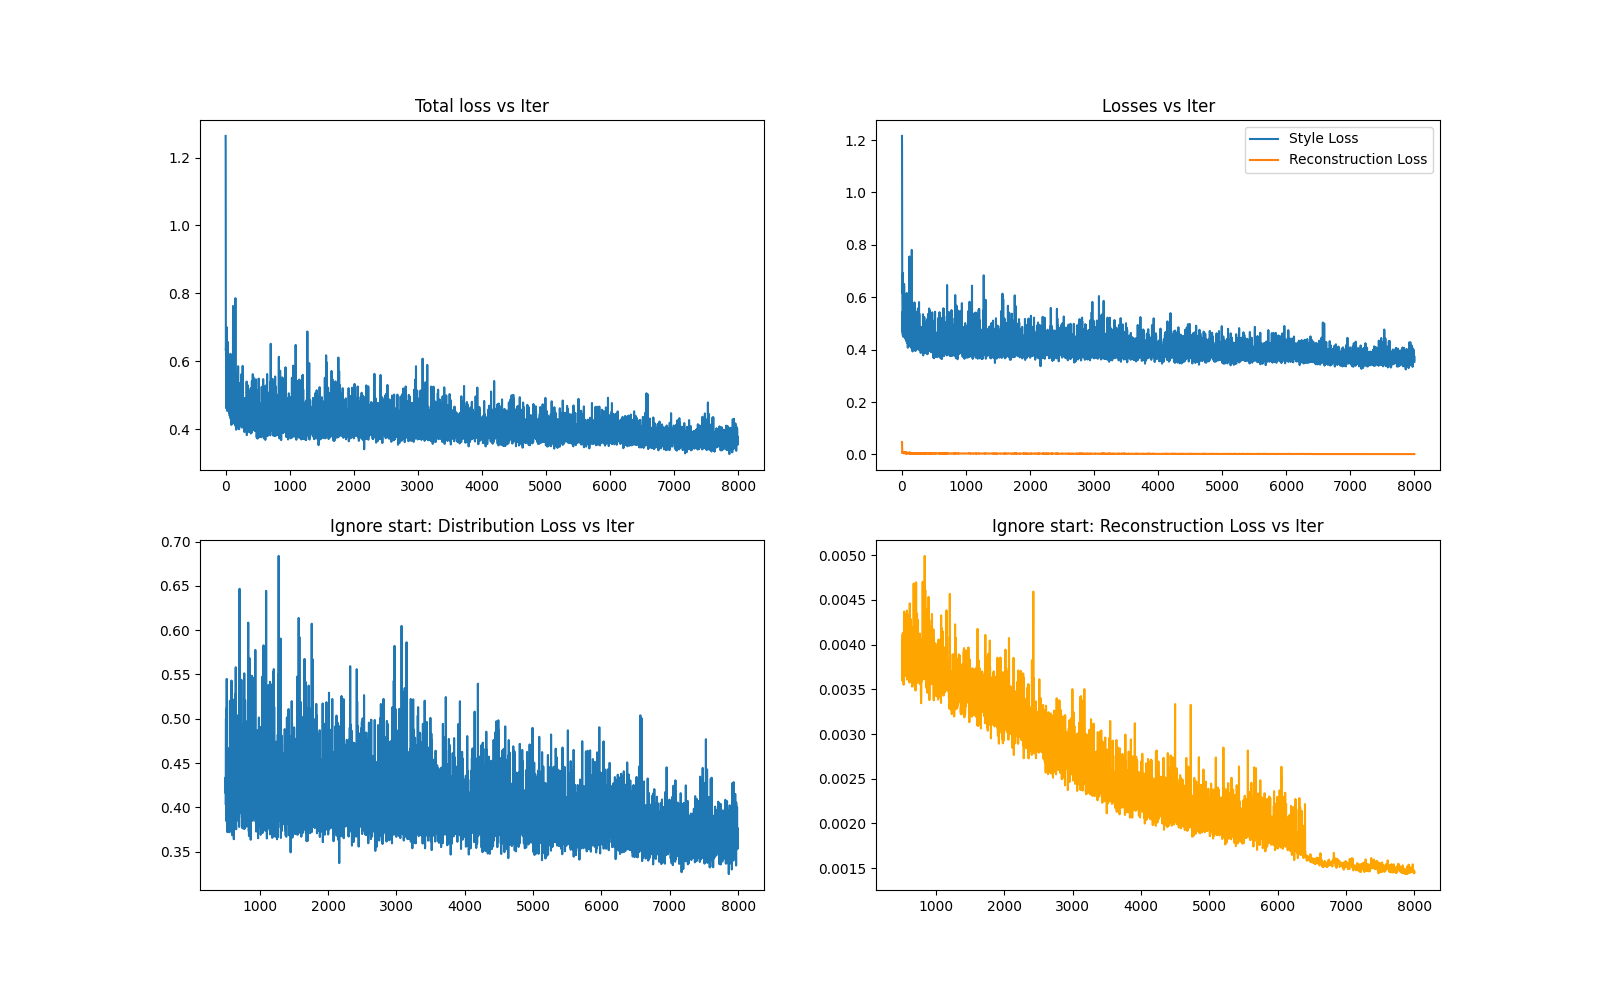 Total loss vs Iter
1.2
1.0
0.8
0.6
0.4
0 1000 2000 3000 4000 5000 6000 7000 8000
Losses vs Iter
Style Loss
Reconstruction Loss
1.2
1.0
0.8
0.6
0.4
0.2
0.0
0 1000 2000 3000 4000 5000 6000 7000 8000
Ignore start: Distribution Loss vs Iter
0.70
0.65
0.60
0.55
0.50
0.45
0.40
0.35
1000 2000 3000 4000 5000 6000 7000 8000
Ignore start: Reconstruction Loss vs Iter
0.0050
0.0045
0.0040
0.0035
0.0030
0.0025
0.0020
0.0015
1000 2000 3000 4000 5000 6000 7000 8000